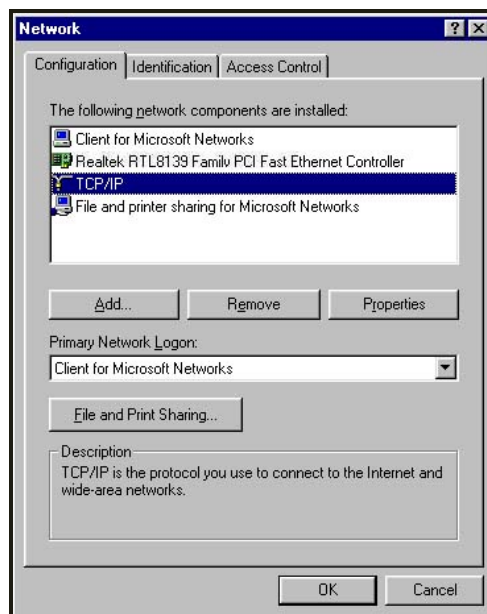 Network
Configuration Identification Access Control
The following network components are installed:
Client for Microsoft Networks
Realtek RTL8139 Family PCI Fast Ethernet Controller
TCP/IP
File and printer sharing for Microsoft Networks
Add... Remove Properties
Primary Network Logon:
Client for Microsoft Networks
File and Print Sharing...
Description
TCP/IP is the protocol you use to connect to the Internet and
wide-area networks.
OK Cancel